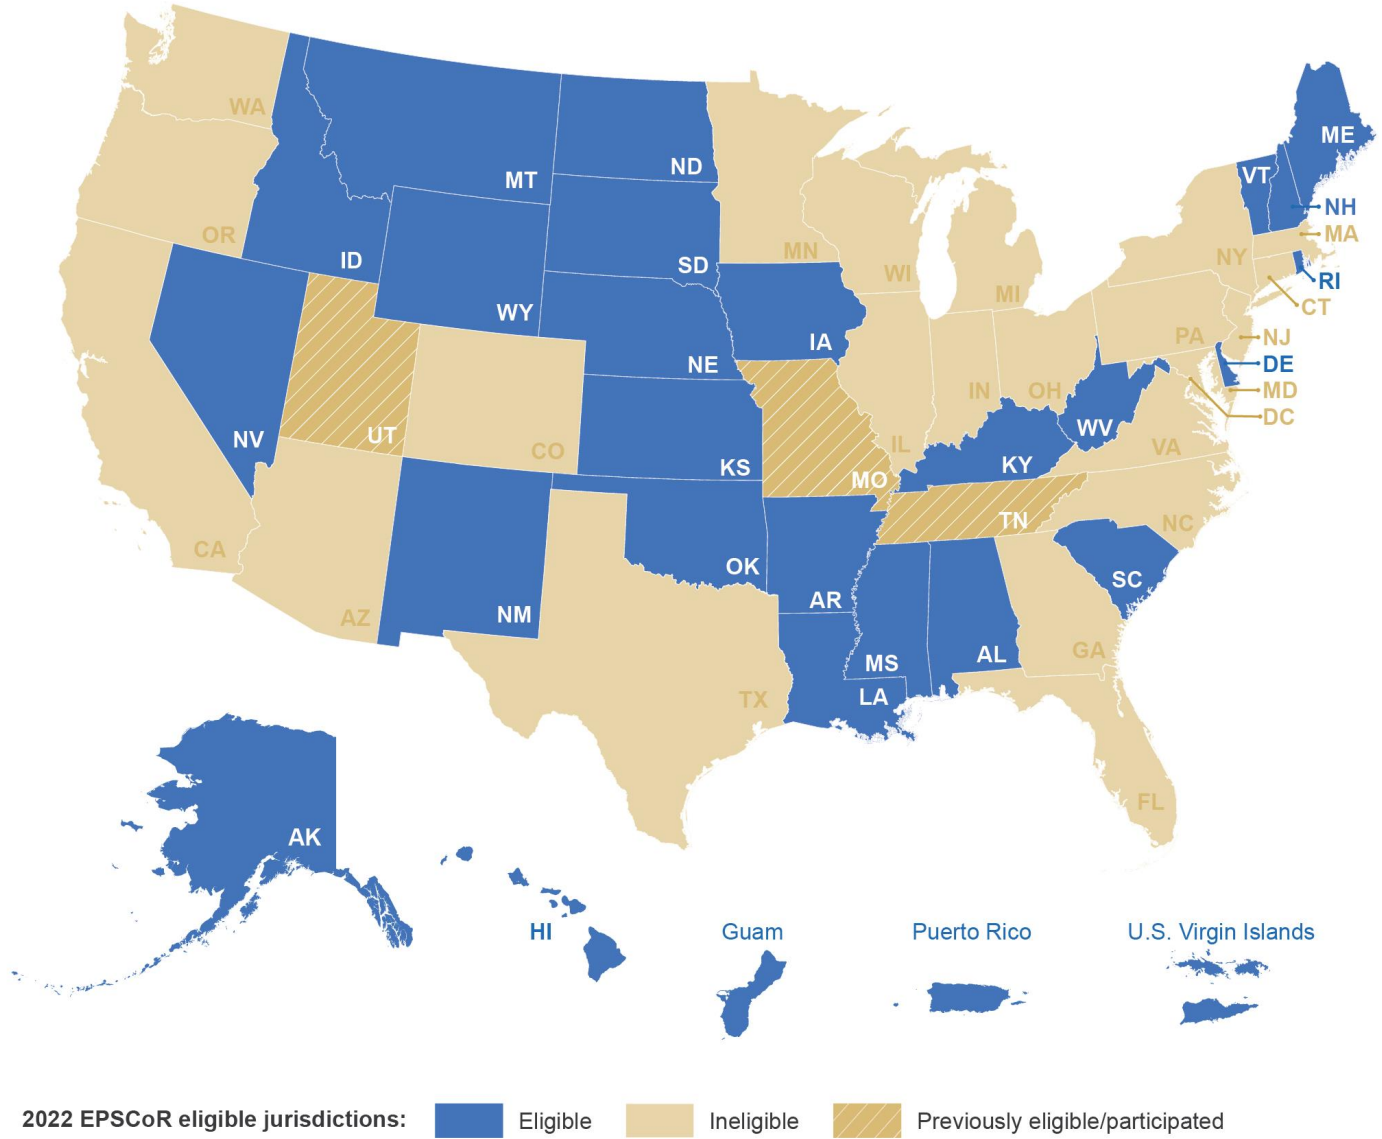 WA
ME
MT
ND
VT
NH
OR
MN
MA
ID
SD
WI
NY
RI
WY
MI
CT
IA
PA
NJ
NE
DE
IN
OH
MD
DC
NV
UT
CO
IL
WV
VA
KS
MO
KY
TN
NC
CA
OK
SC
AR
NM
AZ
MS
AL
GA
TX
LA
FL
AK
HI
Guam
Puerto Rico
U.S. Virgin Islands
2022 EPSCoR eligible jurisdictions: Eligible Ineligible Previously eligible/participated